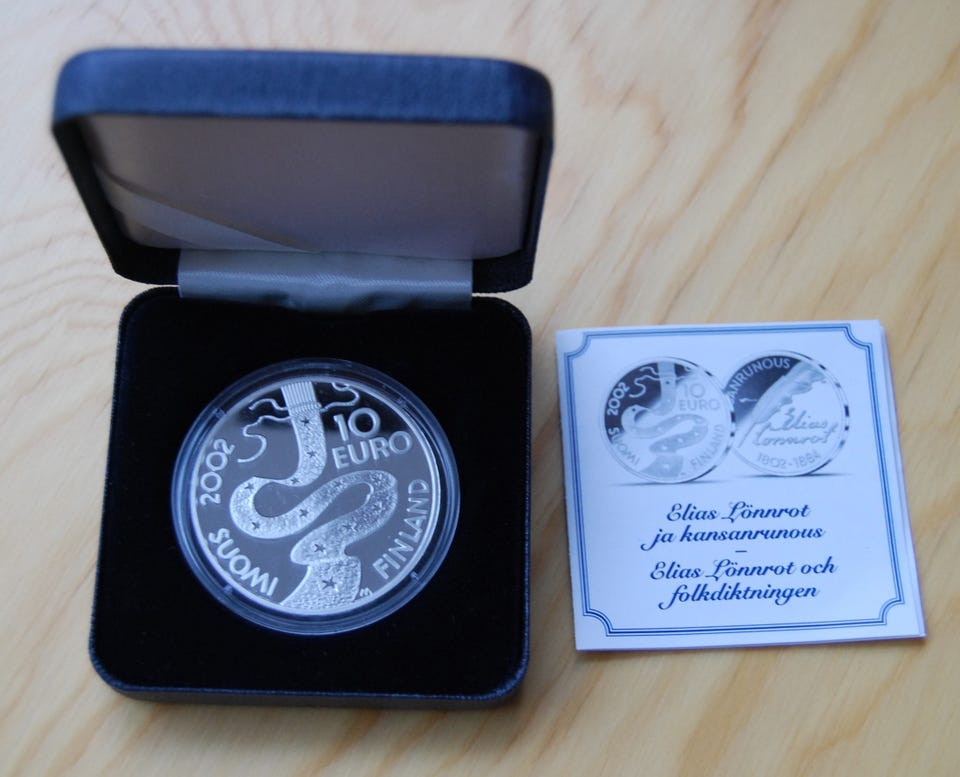 10
EURO
2002
SUOMI
FINLAND
M
2002
10
EURO
SUOMI
FINLAND
ANRUNOUS
Elias
Lönnrot
1802-1884
Elias Lönnrot
ja kansanrunous
–
Elias Lönnrot och
folkdiktningen